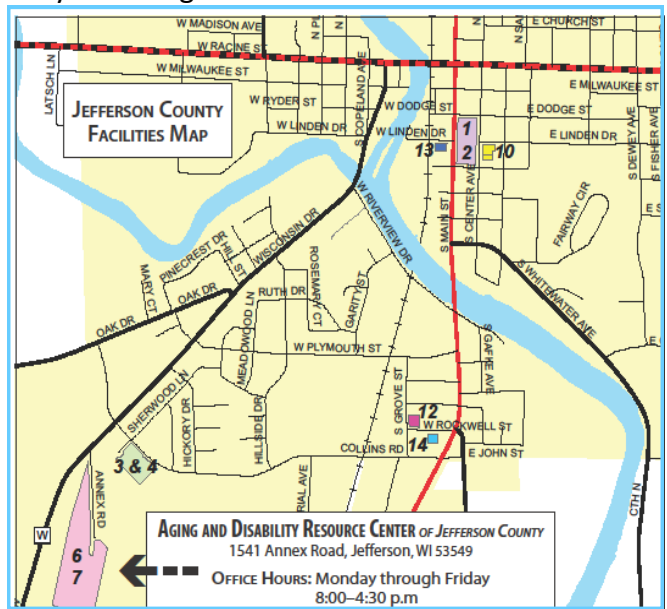 W MADISON AVE
N PL
N M
N SAN
E CHURCH ST
W RACINE ST
W MILWAUKEE ST
E MILWAUKEE ST
LATSCH LN
JEFFERSON COUNTY
FACILITIES MAP
W RYDER ST
S COPELAND AVE
W DODGE ST
E DODGE ST
W LINDEN DR
W LINDEN DR
E LINDEN DR
1
2
13
10
S DEWEY AVE
S FISHER AVE
S MAIN ST
S CENTER AVE
FAIRWAY CIR
E S
E S
W RIVERVIEW DR
WISCONSIN DR
PINECREST DR
HILL ST
MARY CT
OAK DR
OAK DR
ROSEMARY CT
RUTH DR
GARITY ST
MEADOWOOD LN
S WHITEWATER AVE
W PLYMOUTH ST
S GAFKE AVE
SHERWOOD LN
HICKORY DR
HILLSIDE DR
S GROVE ST
12
W ROCKWELL ST
COLLINS RD
14
E JOHN ST
3 & 4
ANNEX RD
RIAL AVE
CTH N
W
6
7
AGING AND DISABILITY RESOURCE CENTER OF JEFFERSON COUNTY
1541 Annex Road, Jefferson, WI 53549
OFFICE HOURS: Monday through Friday
8:00–4:30 p.m